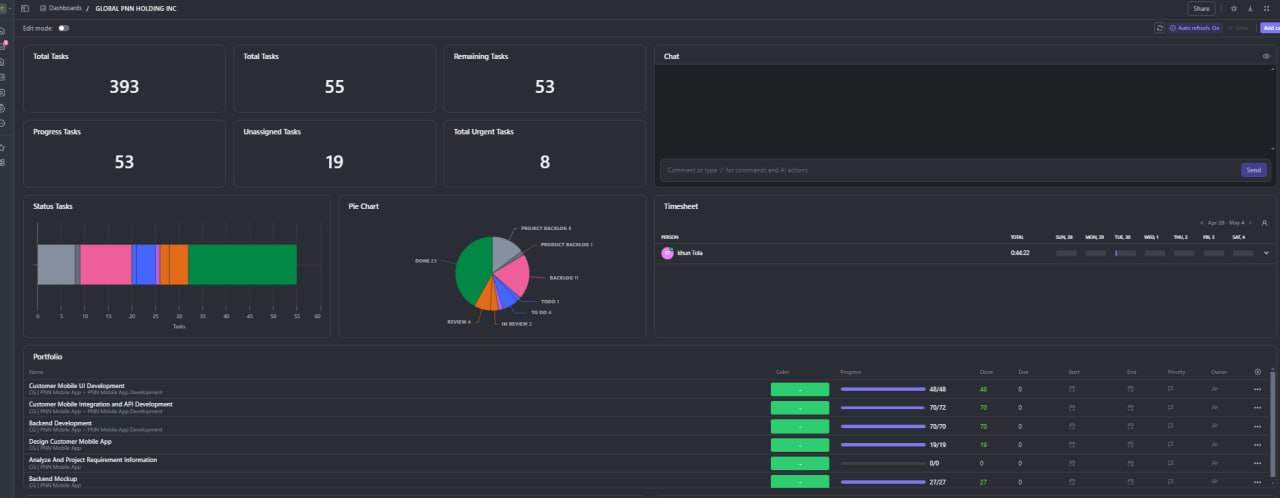 Dashboards / GLOBAL PNN HOLDING INC
Share
Edit mode:
Auto refresh: On
Filter
Add c
Total Tasks
393
Total Tasks
55
Remaining Tasks
53
Progress Tasks
53
Unassigned Tasks
19
Total Urgent Tasks
8
Chat
Comment or type '/' for commands and AI actions
Send
Status Tasks
0 5 10 15 20 25 30 35 40 45 50 55 60
Tasks
Pie Chart
PRODUCT BACKLOG 1
BACKLOG 11
TODO 1
TO DO 4
IN REVIEW 2
REVIEW 4
DONE 23
Timesheet
Apr 28 - May 4
PERSON TOTAL SUN, 28 MON, 29 TUE, 30 WED, 1 THU, 2 FRI, 3 SAT, 4
khun Tola 0:44:22
Portfolio
Name Color Progress Done Due Start End Priority Owner
Customer Mobile UI Development - 48/48 48 0
CG | PNN Mobile App > PNN Mobile App Development
Customer Mobile Integration and API Development - 70/72 70 0
CG | PNN Mobile App > PNN Mobile App Development
Backend Development - 70/70 70 0
CG | PNN Mobile App > PNN Mobile App Development
Design Customer Mobile App - 19/19 19 0
CG | PNN Mobile App
Analyze And Project Requirement Information - 0/0 0 0
CG | PNN Mobile App
Backend Mockup - 27/27 27 0
CG | PNN Mobile App